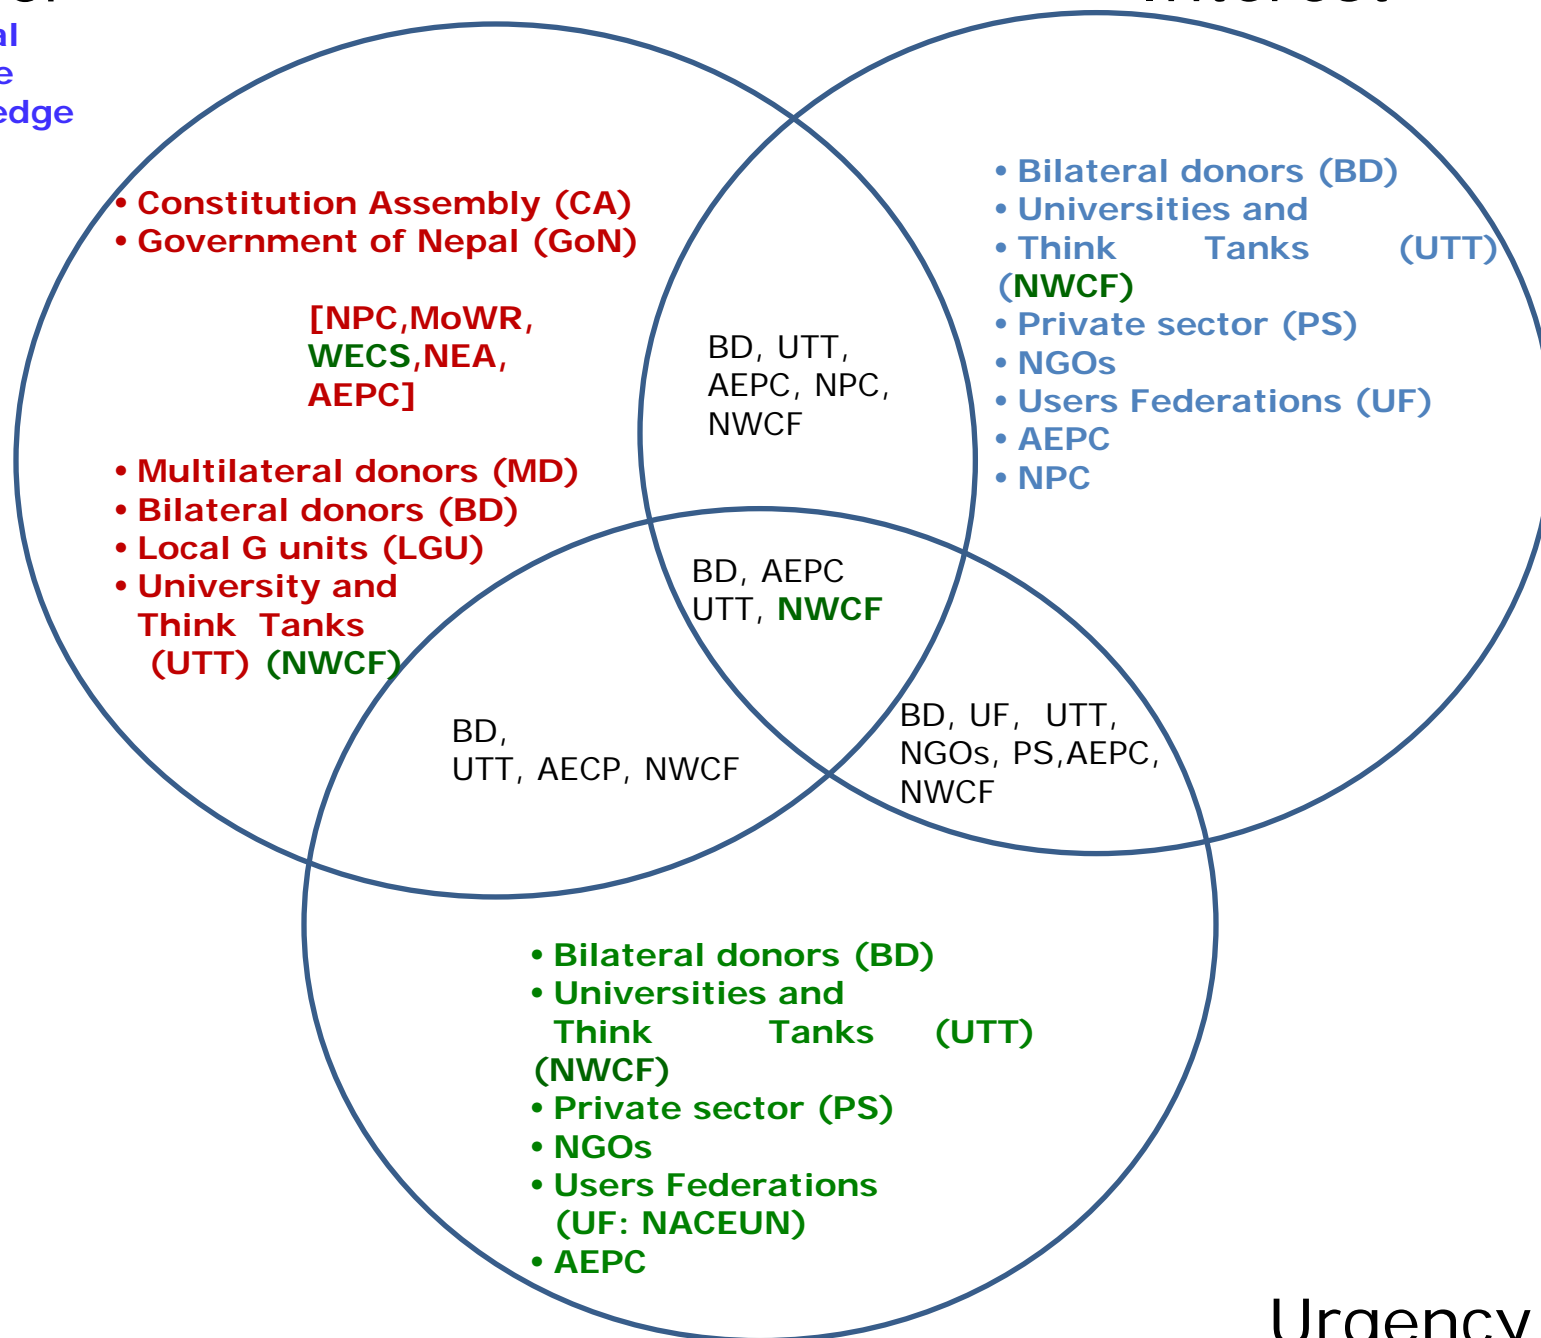 al
e
edge
• Constitution Assembly (CA)
• Government of Nepal (GoN)
[NPC,MoWR,
WECS,NEA,
AEPC]
• Multilateral donors (MD)
• Bilateral donors (BD)
• Local G units (LGU)
• University and
Think Tanks
(UTT) (NWCF)
BD, UTT,
AEPC, NPC,
NWCF
• Bilateral donors (BD)
• Universities and
• Think Tanks (UTT)
(NWCF)
• Private sector (PS)
• NGOs
• Users Federations (UF)
• AEPC
• NPC
BD, AEPC
UTT, NWCF
BD,
UTT, AECP, NWCF
BD, UF, UTT,
NGOs, PS,AEPC,
NWCF
• Bilateral donors (BD)
• Universities and
Think Tanks (UTT)
(NWCF)
• Private sector (PS)
• NGOs
• Users Federations
(UF: NACEUN)
• AEPC
Urgency